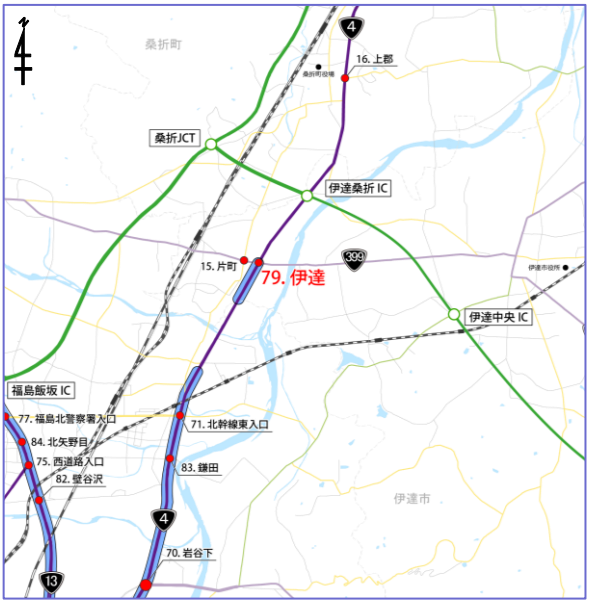 4
桑折町
16. 上郡
桑折町役場
桑折JCT
伊達桑折 IC
15. 片町
399
79. 伊達
伊達市役所
伊達中央 IC
福島飯坂 IC
77. 福島北警察署入口
71. 北幹線東入口
84. 北矢野目
75. 西道路入口
83. 鎌田
82. 壁谷沢
伊達市
4
70. 岩谷下
13